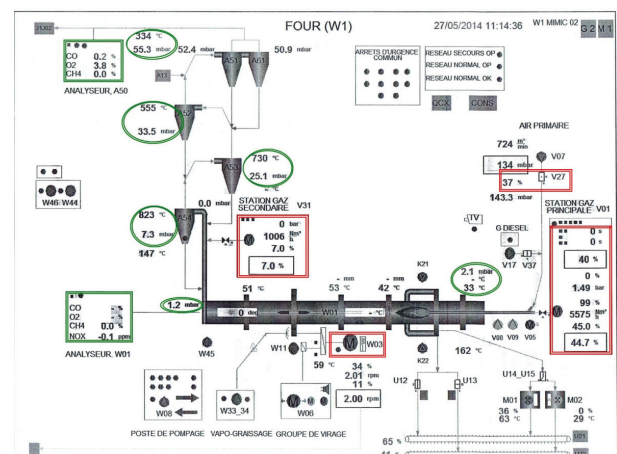 J1J02
FOUR (W1)
27/05/2014 11:14:36
W1 MIMIC 02
G 2 M 1
334 °C
55.3 mbar
52.4 mbar
50.9 mbar
CO 0.2 %
O2 3.8 %
CH4 0.0 %
ANALYSEUR, A50
A13
A51
A61
ARRETS D'URGENCE
COMMUN
RESEAU SECOURS OP
RESEAU NORMAL OP
RESEAU NORMAL OK
QCX
CONS
555 °C
A52
33.5 mbar
AIR PRIMAIRE
724 m³ min
V07
134 mbar
37 %
V27
143.3 mbar
730 °C
A53
25.1 mbar
- °C
W46 W44
0.0 mbar
STATION GAZ
SECONDAIRE V31
STATION GAZ
PRINCIPALE V01
823 °C
A54
7.3 mbar
147 °C
0 bar
M 1006 Nm³ h
7.0 %
7.0 %
TV
G DIESEL
V17 V37
0 s
0 s
40 %
0 %
1.49 bar
99 %
M 5575 Nm³ h
45.0 %
44.7 %
K21
2.1 mbar
- °C
33 °C
51 °C
- mm
53 °C
- mm
42 °C
1.2 mbar
0 deg
W01
- °C
CO
O2
CH4 0.0 %
NOX -0.1 ppm
ANALYSEUR, W01
W45
W11
M W03
K22
V08 V09 V05
59 °C
34 %
2.01 rpm
11 %
2.00 rpm
162 °C
U12
U13
U14_U15
W08
W33_34
M M
W06
M01
M M
M02
36 %
63 °C
0 %
29 °C
POSTE DE POMPAGE
VAPO-GRAISSAGE
GROUPE DE VIRAGE
65 %
U21